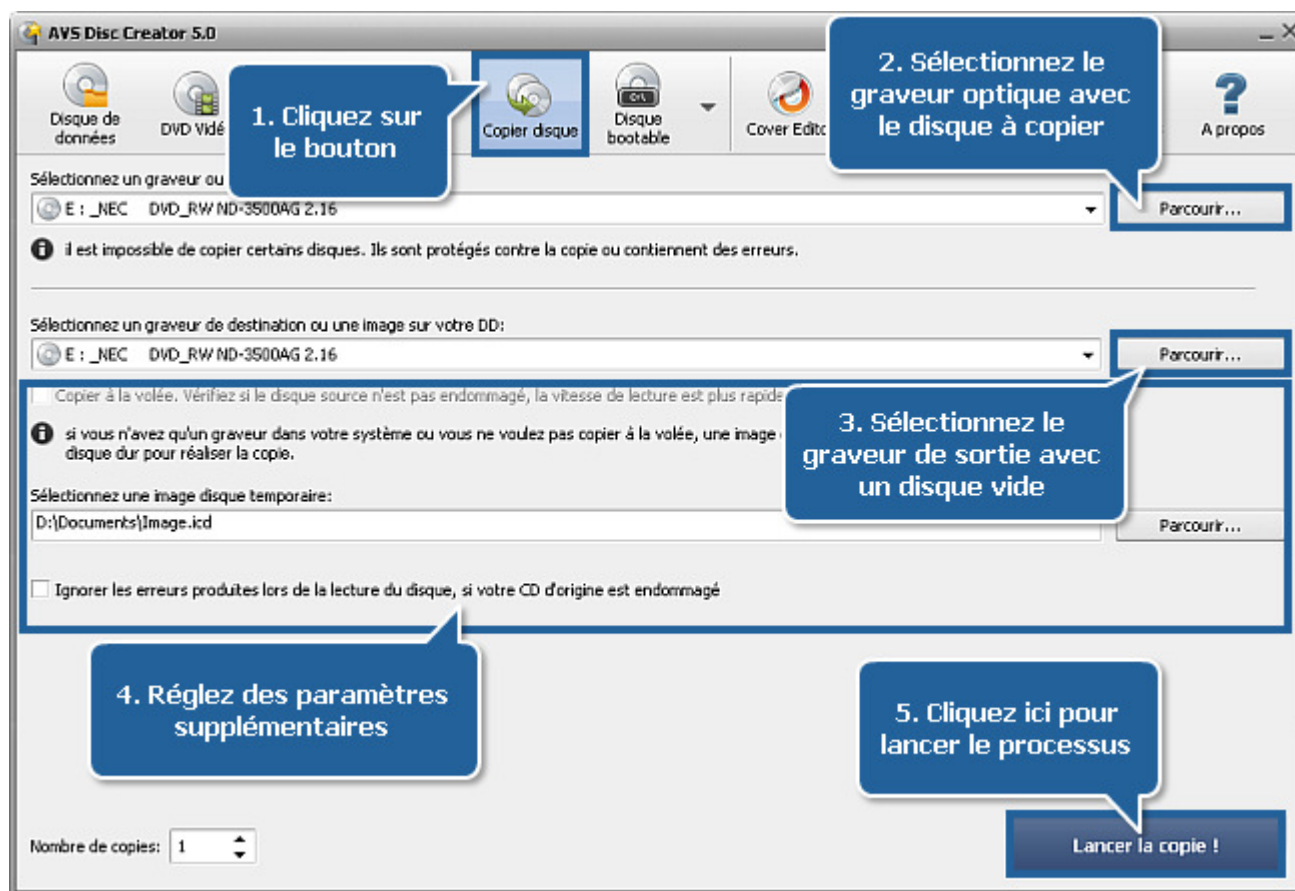 AVS Disc Creator 5.0
Disque de
données
DVD Vidé
1. Cliquez sur
le bouton
Copier disque
Disque
bootable
Cover Edito
2. Sélectionnez le
graveur optique avec
le disque à copier
A propos
Sélectionnez un graveur ou
E : _NEC DVD_RW ND-3500AG 2.16
Parcourir...
il est impossible de copier certains disques. Ils sont protégés contre la copie ou contiennent des erreurs.
Sélectionnez un graveur de destination ou une image sur votre DD:
E : _NEC DVD_RW ND-3500AG 2.16
Parcourir...
Copier à la volée. Vérifiez si le disque source n'est pas endommagé, la vitesse de lecture est plus rapide
si vous n'avez qu'un graveur dans votre système ou vous ne voulez pas copier à la volée, une image
disque dur pour réaliser la copie.
3. Sélectionnez le
graveur de sortie avec
un disque vide
Sélectionnez une image disque temporaire:
D:\Documents\Image.icd
Parcourir...
Ignorer les erreurs produites lors de la lecture du disque, si votre CD d'origine est endommagé
4. Réglez des paramètres
supplémentaires
5. Cliquez ici pour
lancer le processus
Nombre de copies: 1
Lancer la copie !